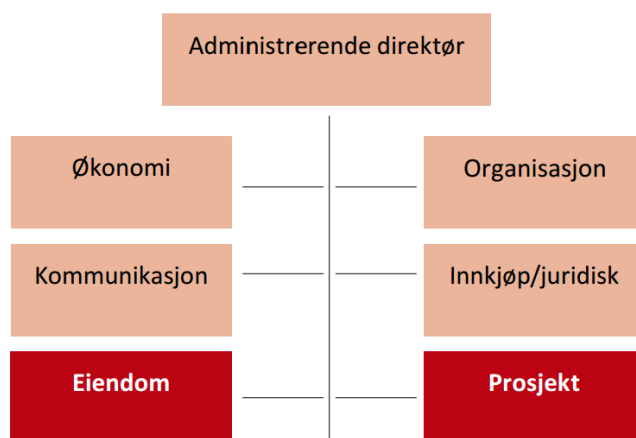 Administrerende direktør
Økonomi
Organisasjon
Kommunikasjon
Innkjøp/juridisk
Eiendom
Prosjekt